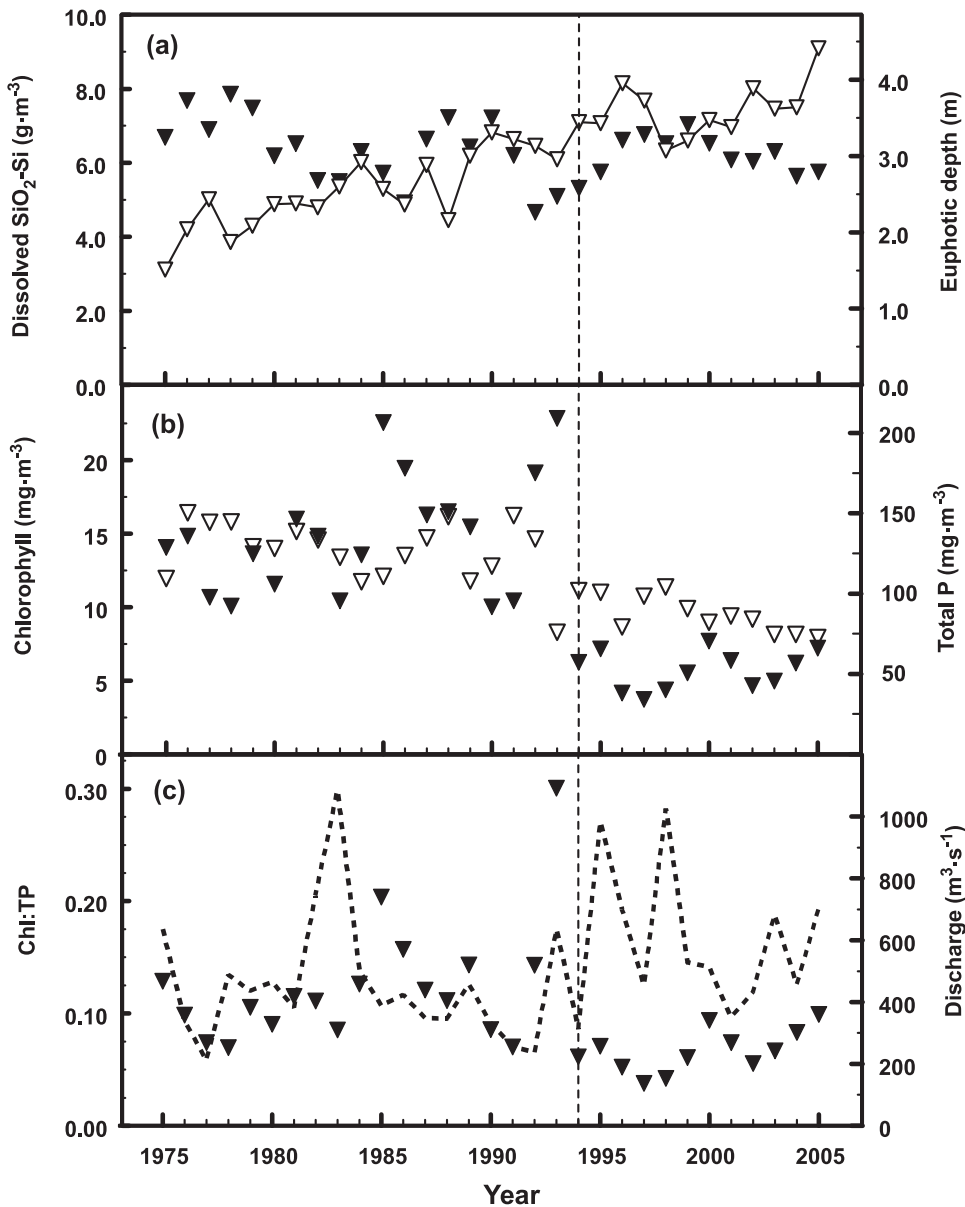 10.0
8.0
6.0
4.0
2.0
0.0
Dissolved SiO2-Si (g·m-3)
(a)
4.0
3.0
2.0
1.0
0.0
Euphotic depth (m)
20
15
10
5
0
Chlorophyll (mg·m-3)
(b)
200
150
100
50
Total P (mg·m-3)
0.30
0.20
0.10
0.00
Chl:TP
(c)
1000
800
600
400
200
0
Discharge (m3·s-1)
1975 1980 1985 1990 1995 2000 2005
Year